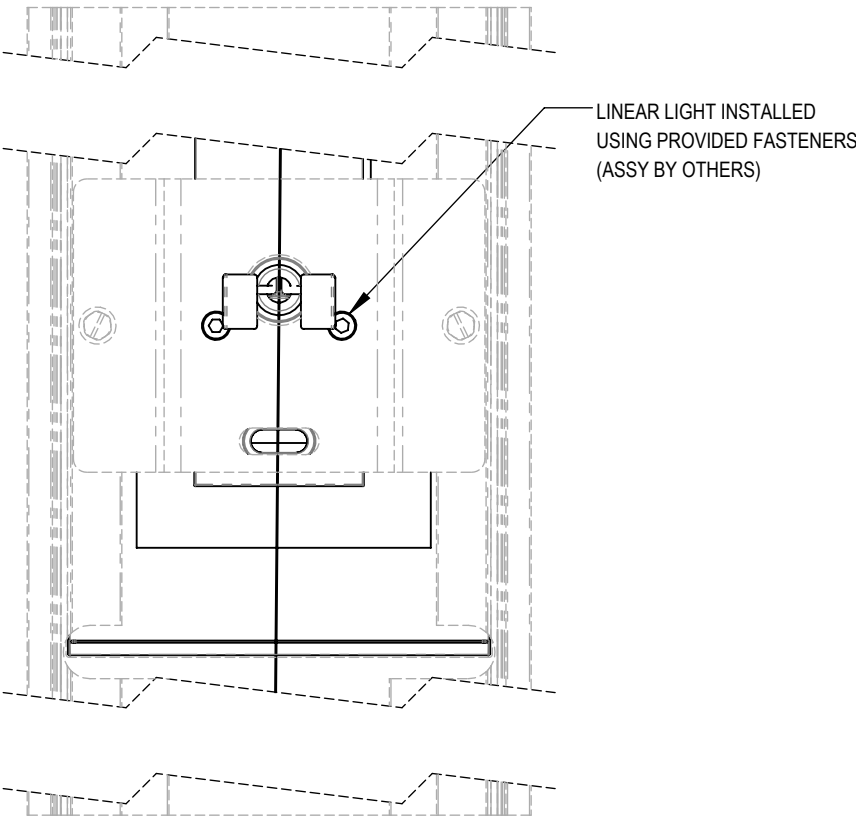 LINEAR LIGHT INSTALLED
USING PROVIDED FASTENERS
(ASSY BY OTHERS)